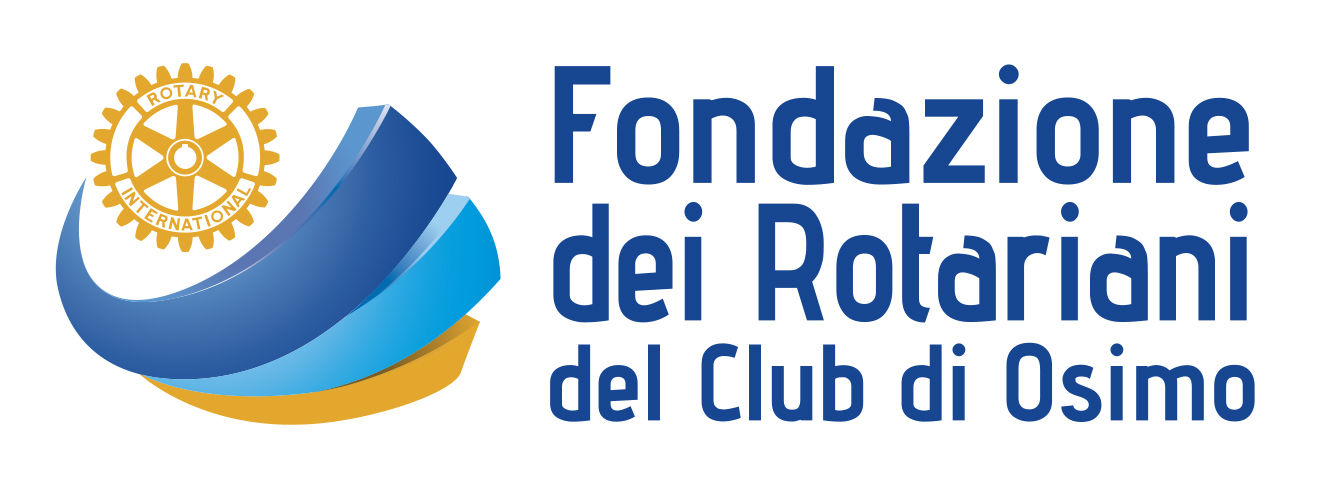 ROTARY
INTERNATIONAL
Fondazione
dei Rotariani
del Club di Osimo